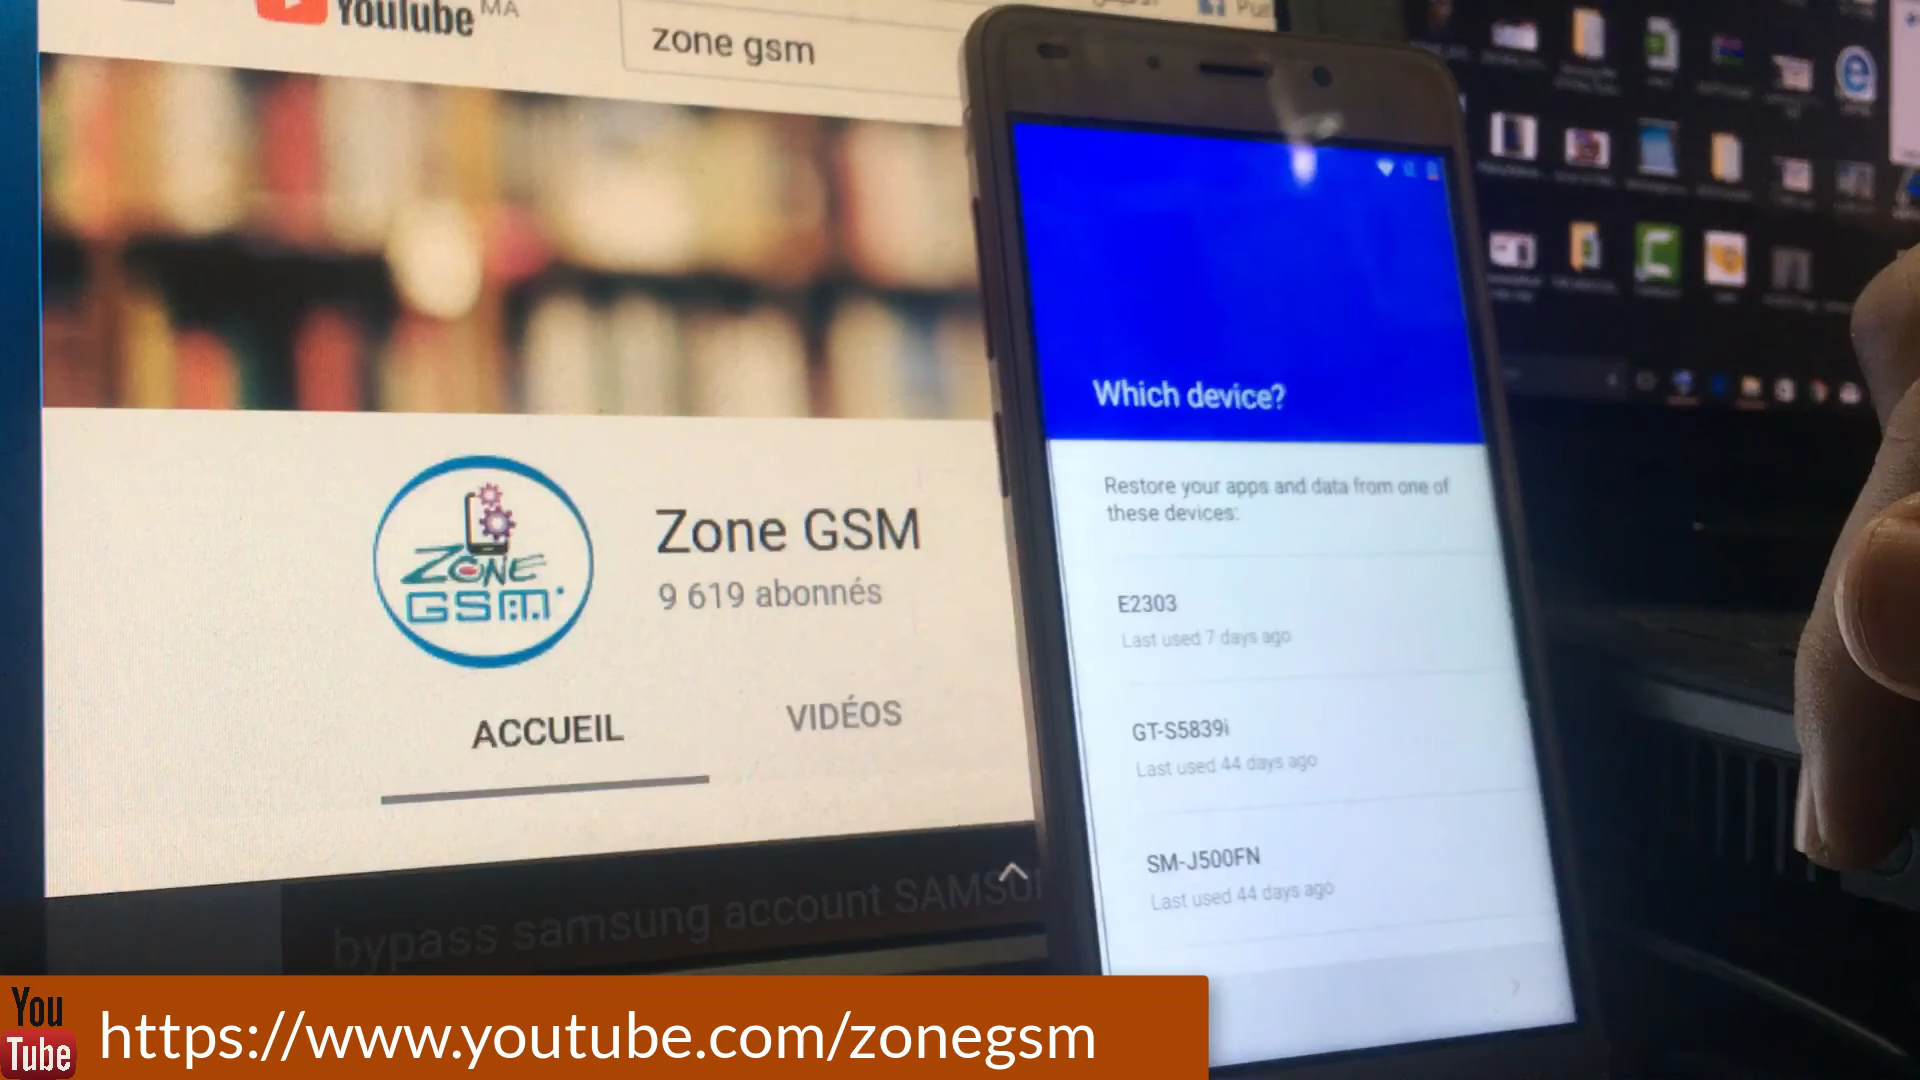 YouTube MA
zone gsm
ZONE
GSM
Zone GSM
9 619 abonnés
ACCUEIL
VIDÉOS
bypass samsung account
Which device?
Restore your apps and data from one of
these devices:
E2303
Last used 7 days ago
GT-S5839i
Last used 44 days ago
SM-J500FN
Last used 44 days ago
You
Tube
https://www.youtube.com/zonegsm